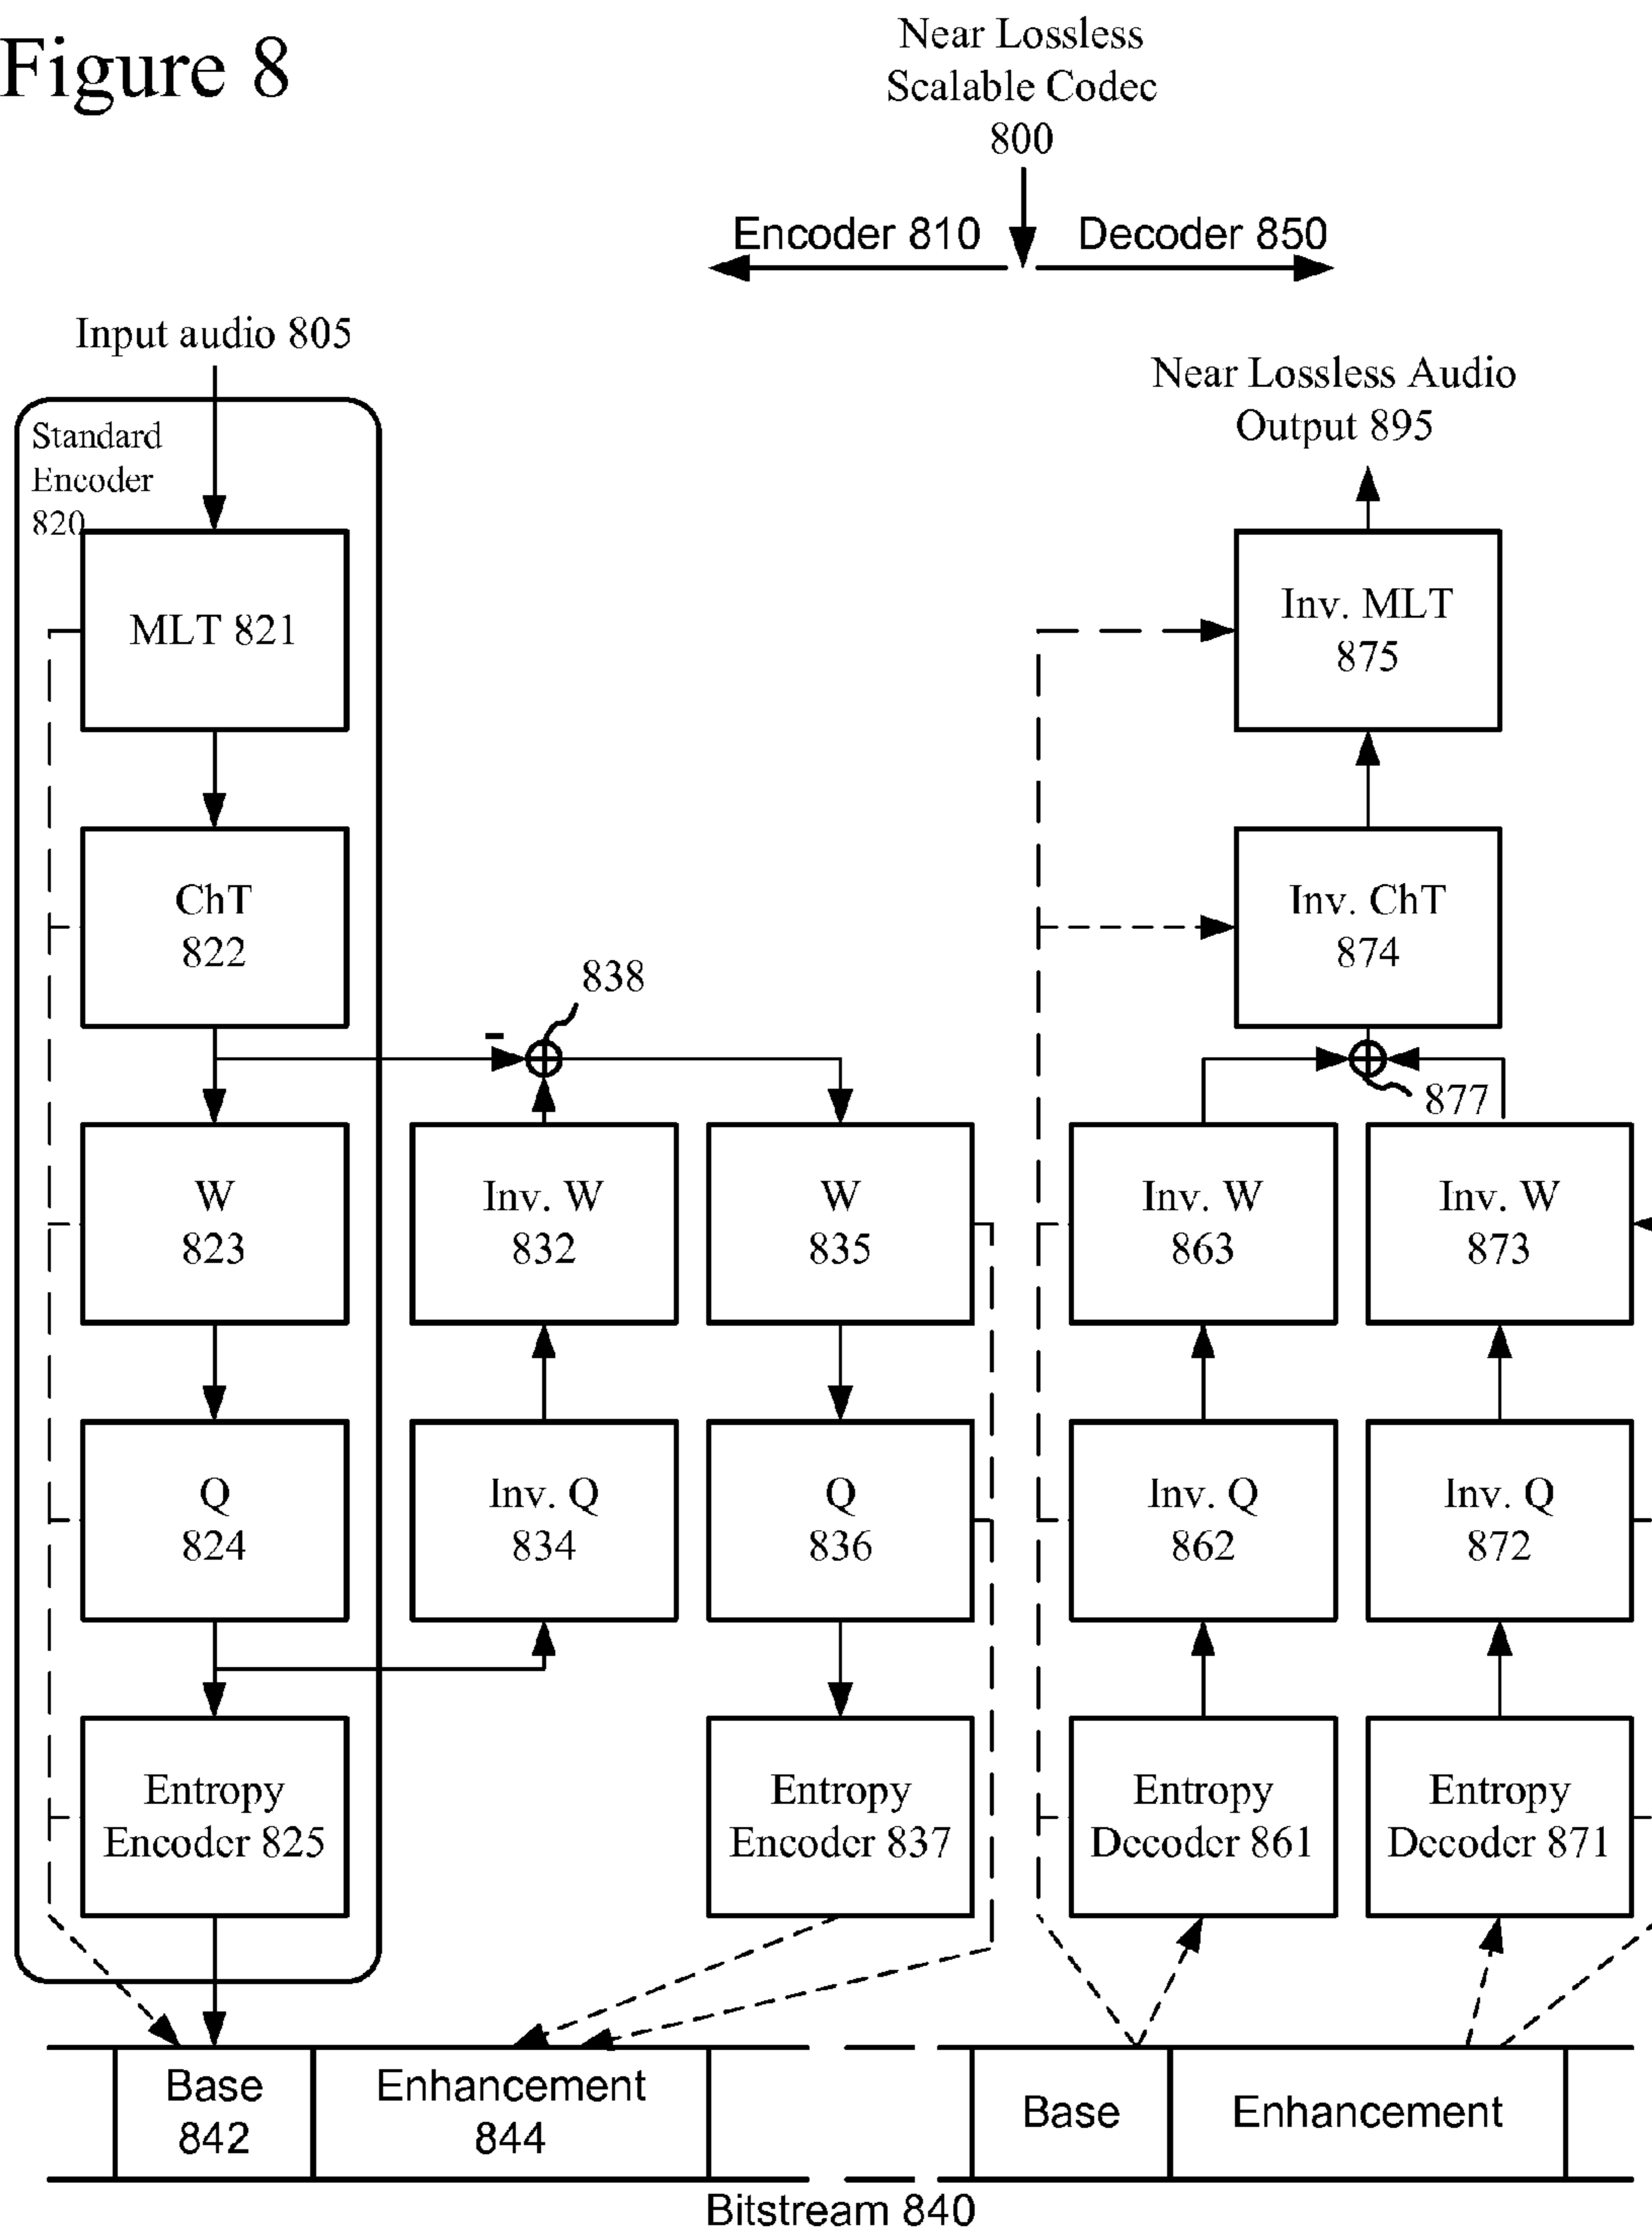 Figure 8
Near Lossless
Scalable Codec
800
Encoder 810
Decoder 850
Input audio 805
Near Lossless Audio
Output 895
Standard
Encoder
820
MLT 821
Inv. MLT
875
ChT
822
Inv. ChT
874
838
-
877
W
823
Inv. W
832
W
835
Inv. W
863
Inv. W
873
Q
824
Inv. Q
834
Q
836
Inv. Q
862
Inv. Q
872
Entropy
Encoder 825
Entropy
Encoder 837
Entropy
Decoder 861
Entropy
Decoder 871
Base
842
Enhancement
844
Base
Enhancement
Bitstream 840